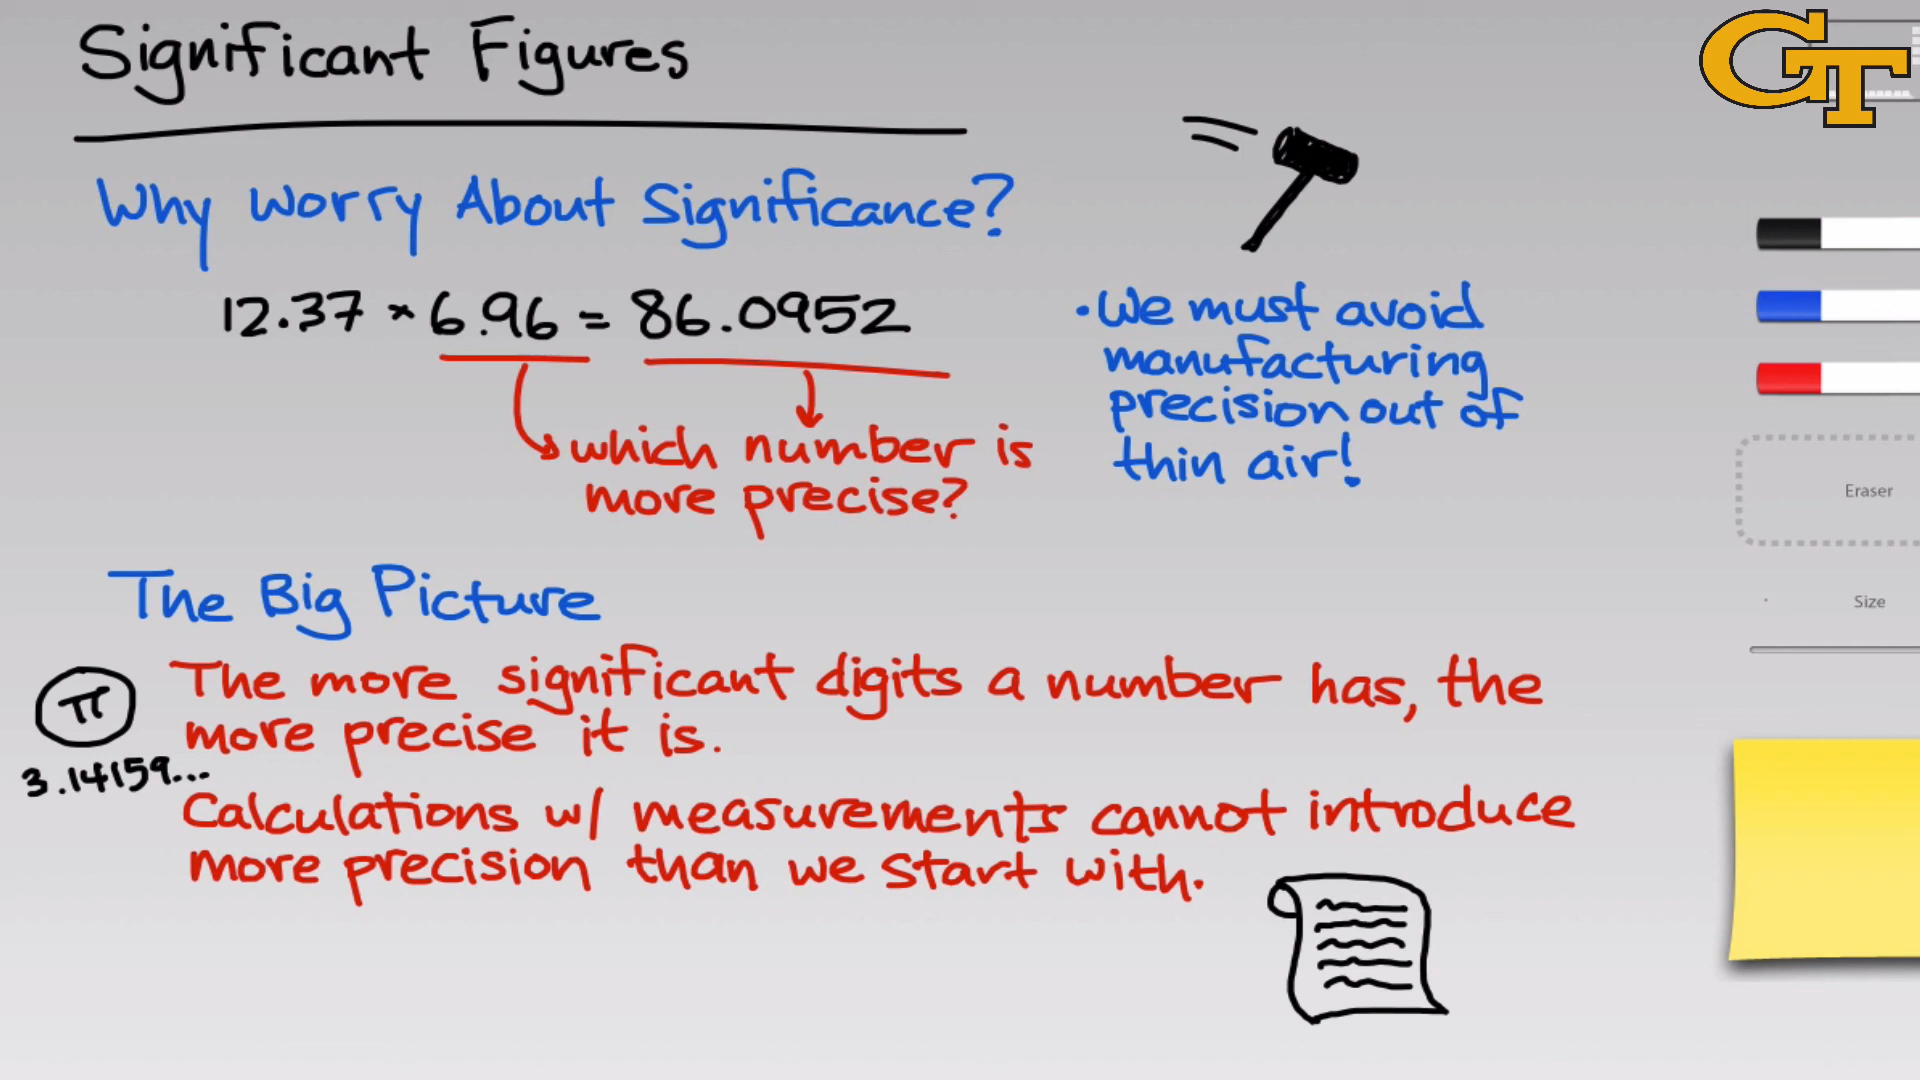 Significant Figures
GT
Why Worry About Significance?
12.37 × 6.96 = 86.0952
which number is
more precise?
• We must avoid
manufacturing
precision out of
thin air!
Eraser
Size
The Big Picture
π
3.14159...
The more significant digits a number has, the
more precise it is.
Calculations w/ measurements cannot introduce
more precision than we start with.